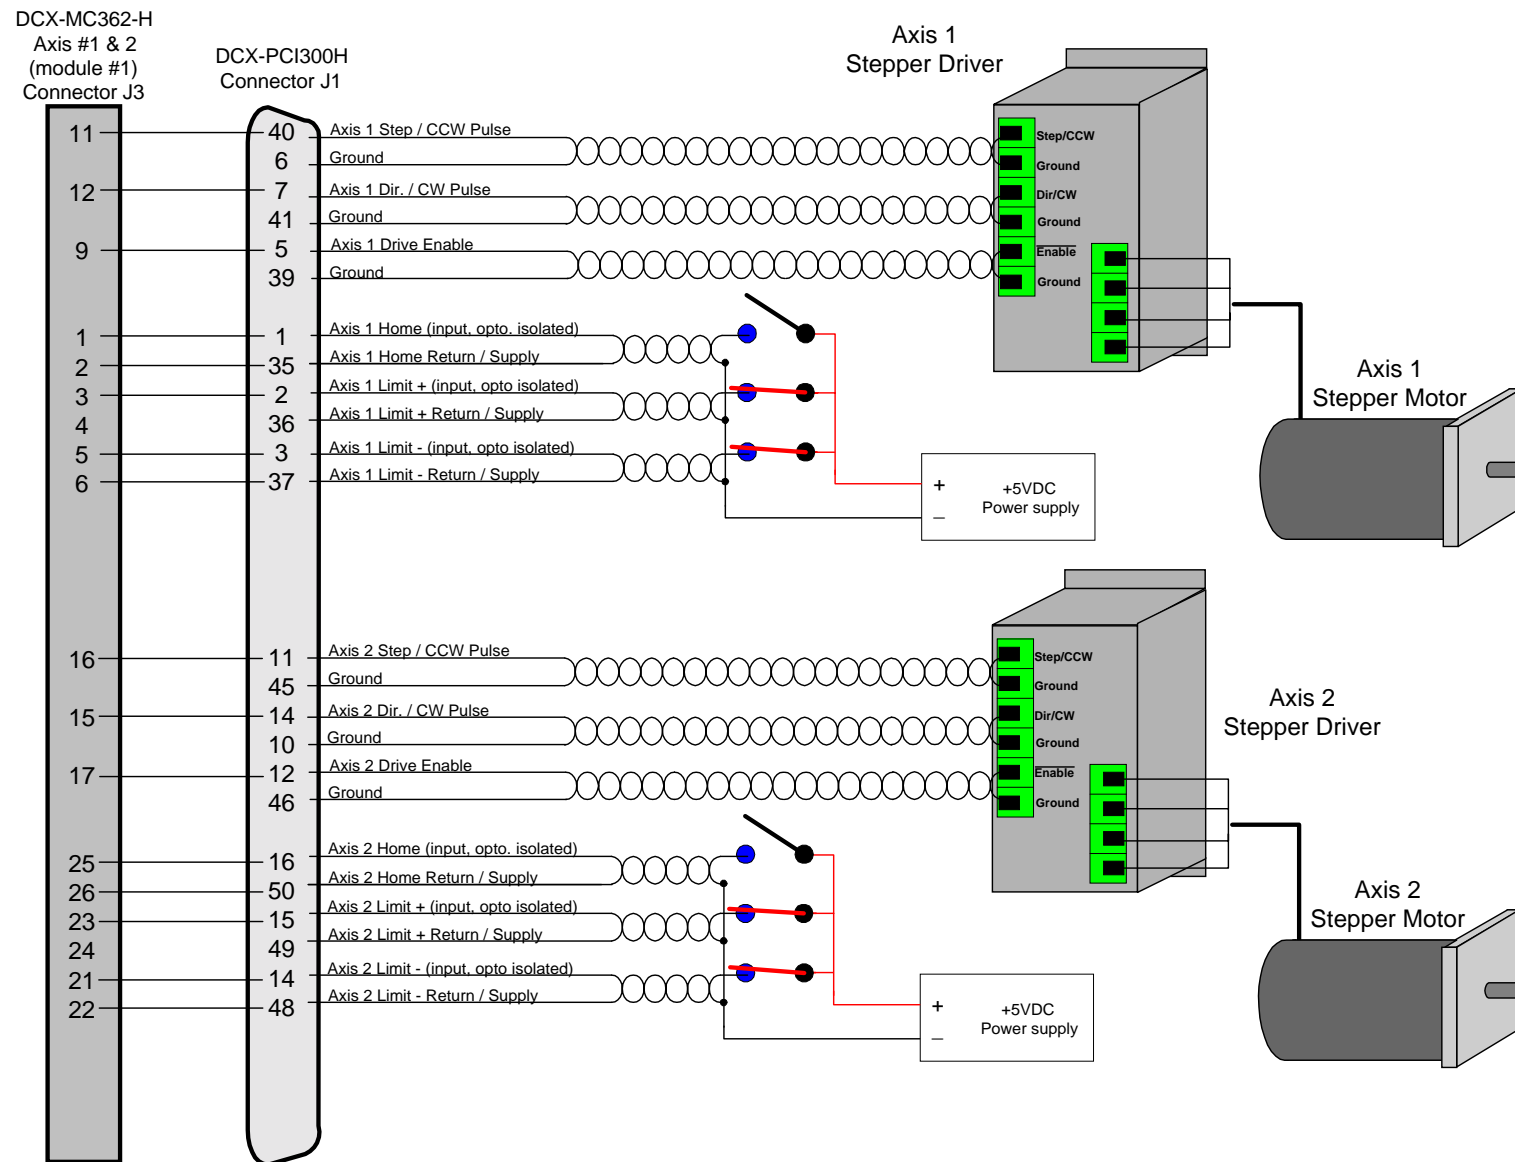 DCX-MC362-H
Axis #1 & 2
(module #1)
Connector J3
DCX-PCI300H
Connector J1
Axis 1
Stepper Driver
11 40 Axis 1 Step / CCW Pulse Step/CCW
6 Ground Ground
12 7 Axis 1 Dir. / CW Pulse Dir/CW
41 Ground Ground
9 5 Axis 1 Drive Enable Enable
39 Ground Ground
1 1 Axis 1 Home (input, opto. isolated)
2 35 Axis 1 Home Return / Supply
3 2 Axis 1 Limit + (input, opto isolated)
4 36 Axis 1 Limit + Return / Supply
5 3 Axis 1 Limit - (input, opto isolated)
6 37 Axis 1 Limit - Return / Supply
Axis 1
Stepper Motor
+ +5VDC
Power supply
–
16 11 Axis 2 Step / CCW Pulse Step/CCW
45 Ground Ground
15 14 Axis 2 Dir. / CW Pulse Dir/CW
10 Ground Ground
17 12 Axis 2 Drive Enable Enable
46 Ground Ground
Axis 2
Stepper Driver
25 16 Axis 2 Home (input, opto. isolated)
26 50 Axis 2 Home Return / Supply
23 15 Axis 2 Limit + (input, opto isolated)
24 49 Axis 2 Limit + Return / Supply
21 14 Axis 2 Limit - (input, opto isolated)
22 48 Axis 2 Limit - Return / Supply
Axis 2
Stepper Motor
+ +5VDC
Power supply
–